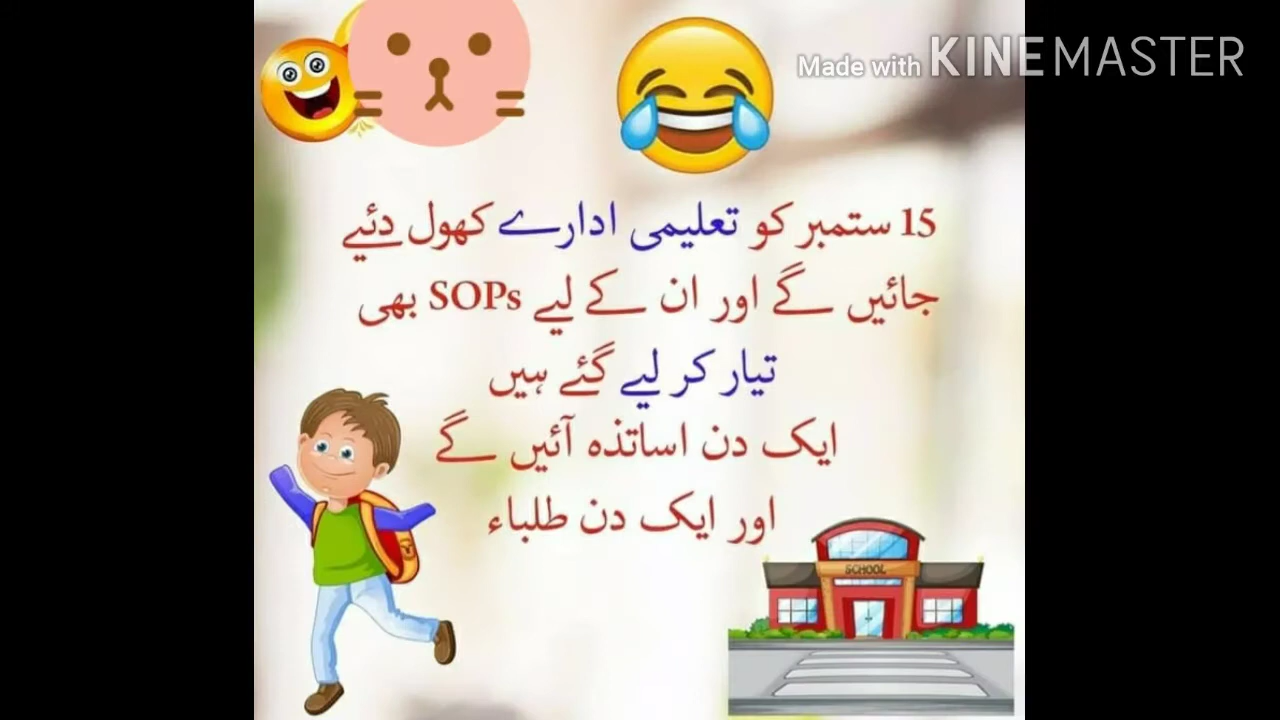 Made with KINEMASTER
15 ستمبر کو تعلیمی ادارے کھول دئیے
جائیں گے اور ان کے لیے SOPs بھی
تیار کر لیے گئے ہیں
ایک دن اساتذہ آئیں گے
اور ایک دن طلباء
SCHOOL